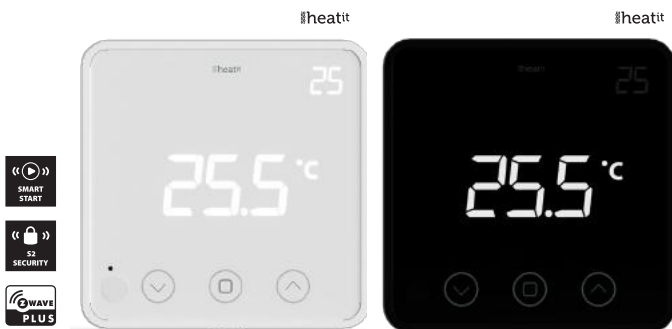 heatit
heatit
heatit
25
25.5 °C
heatit
25
25.5 °C
SMART
START
S2
SECURITY
Z WAVE
PLUS